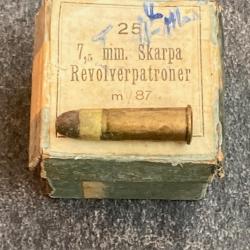 25
7,5 mm. Skarpa
Revolverpatroner
m/87